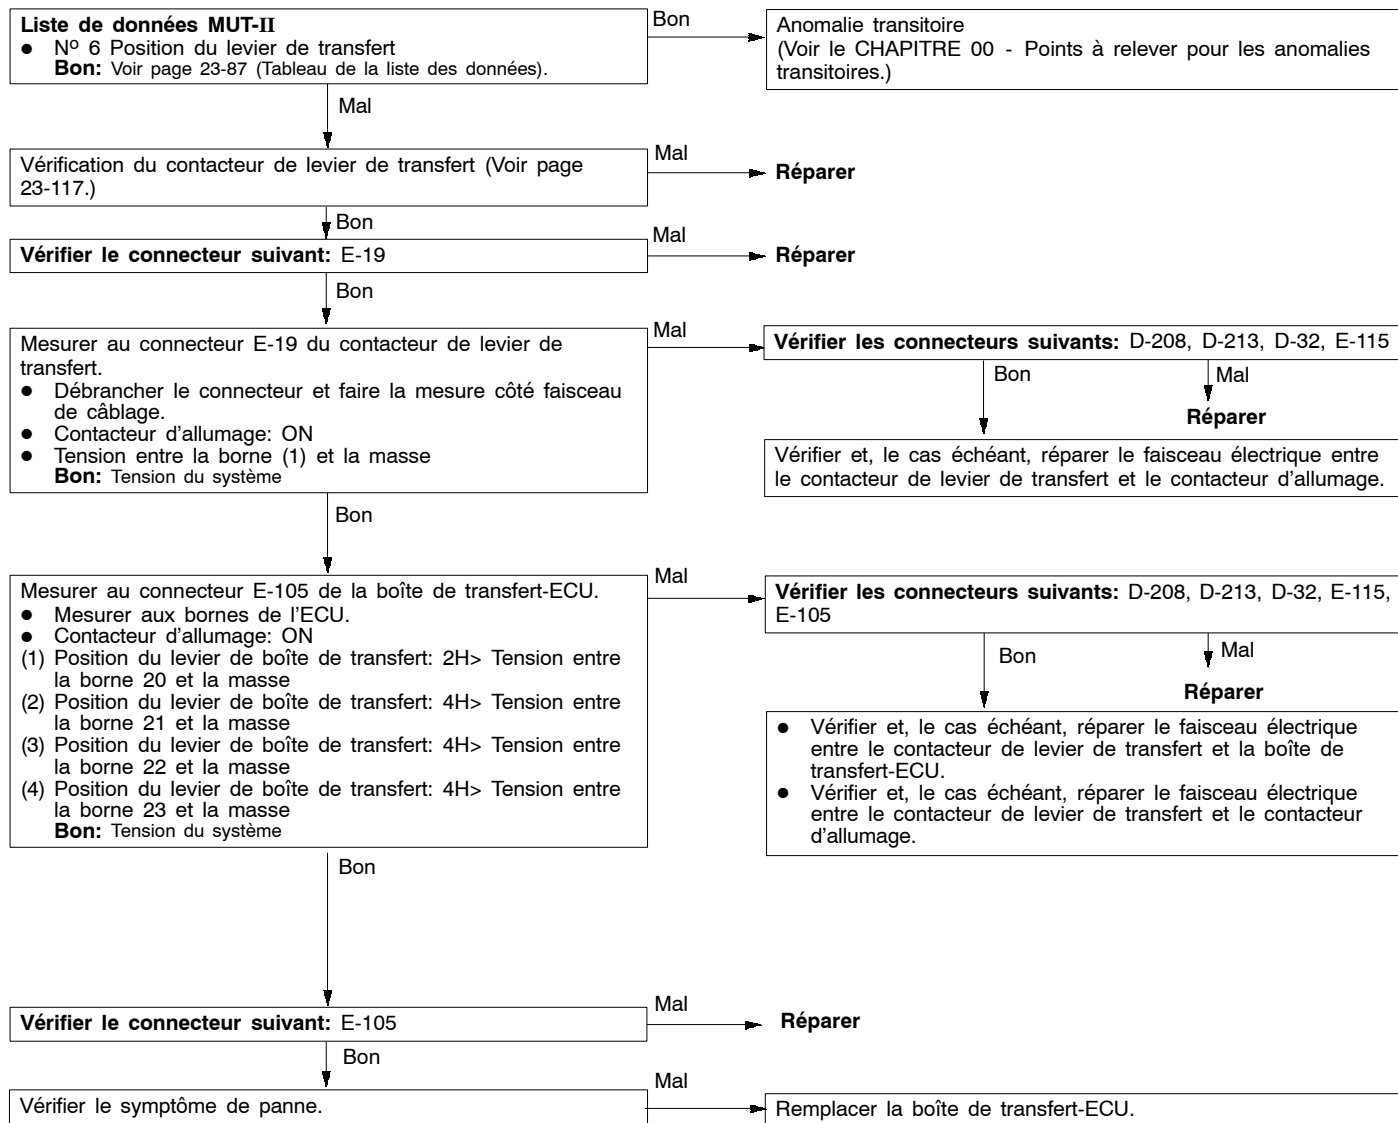 Liste de données MUT-II
● Nº 6 Position du levier de transfert
Bon: Voir page 23-87 (Tableau de la liste des données).
Bon
Anomalie transitoire
(Voir le CHAPITRE 00 - Points à relever pour les anomalies
transitoires.)
Mal
Vérification du contacteur de levier de transfert (Voir page
23-117.)
Mal
Réparer
Bon
Vérifier le connecteur suivant: E-19
Mal
Réparer
Bon
Mesurer au connecteur E-19 du contacteur de levier de
transfert.
● Débrancher le connecteur et faire la mesure côté faisceau
de câblage.
● Contacteur d'allumage: ON
● Tension entre la borne (1) et la masse
Bon: Tension du système
Mal
Vérifier les connecteurs suivants: D-208, D-213, D-32, E-115
Bon
Mal
Réparer
Vérifier et, le cas échéant, réparer le faisceau électrique entre
le contacteur de levier de transfert et le contacteur d'allumage.
Bon
Mesurer au connecteur E-105 de la boîte de transfert-ECU.
● Mesurer aux bornes de l'ECU.
● Contacteur d'allumage: ON
(1) Position du levier de boîte de transfert: 2H> Tension entre
la borne 20 et la masse
(2) Position du levier de boîte de transfert: 4H> Tension entre
la borne 21 et la masse
(3) Position du levier de boîte de transfert: 4H> Tension entre
la borne 22 et la masse
(4) Position du levier de boîte de transfert: 4H> Tension entre
la borne 23 et la masse
Bon: Tension du système
Mal
Vérifier les connecteurs suivants: D-208, D-213, D-32, E-115,
E-105
Bon
Mal
Réparer
● Vérifier et, le cas échéant, réparer le faisceau électrique
entre le contacteur de levier de transfert et la boîte de
transfert-ECU.
● Vérifier et, le cas échéant, réparer le faisceau électrique
entre le contacteur de levier de transfert et le contacteur
d'allumage.
Bon
Vérifier le connecteur suivant: E-105
Mal
Réparer
Bon
Vérifier le symptôme de panne.
Mal
Remplacer la boîte de transfert-ECU.